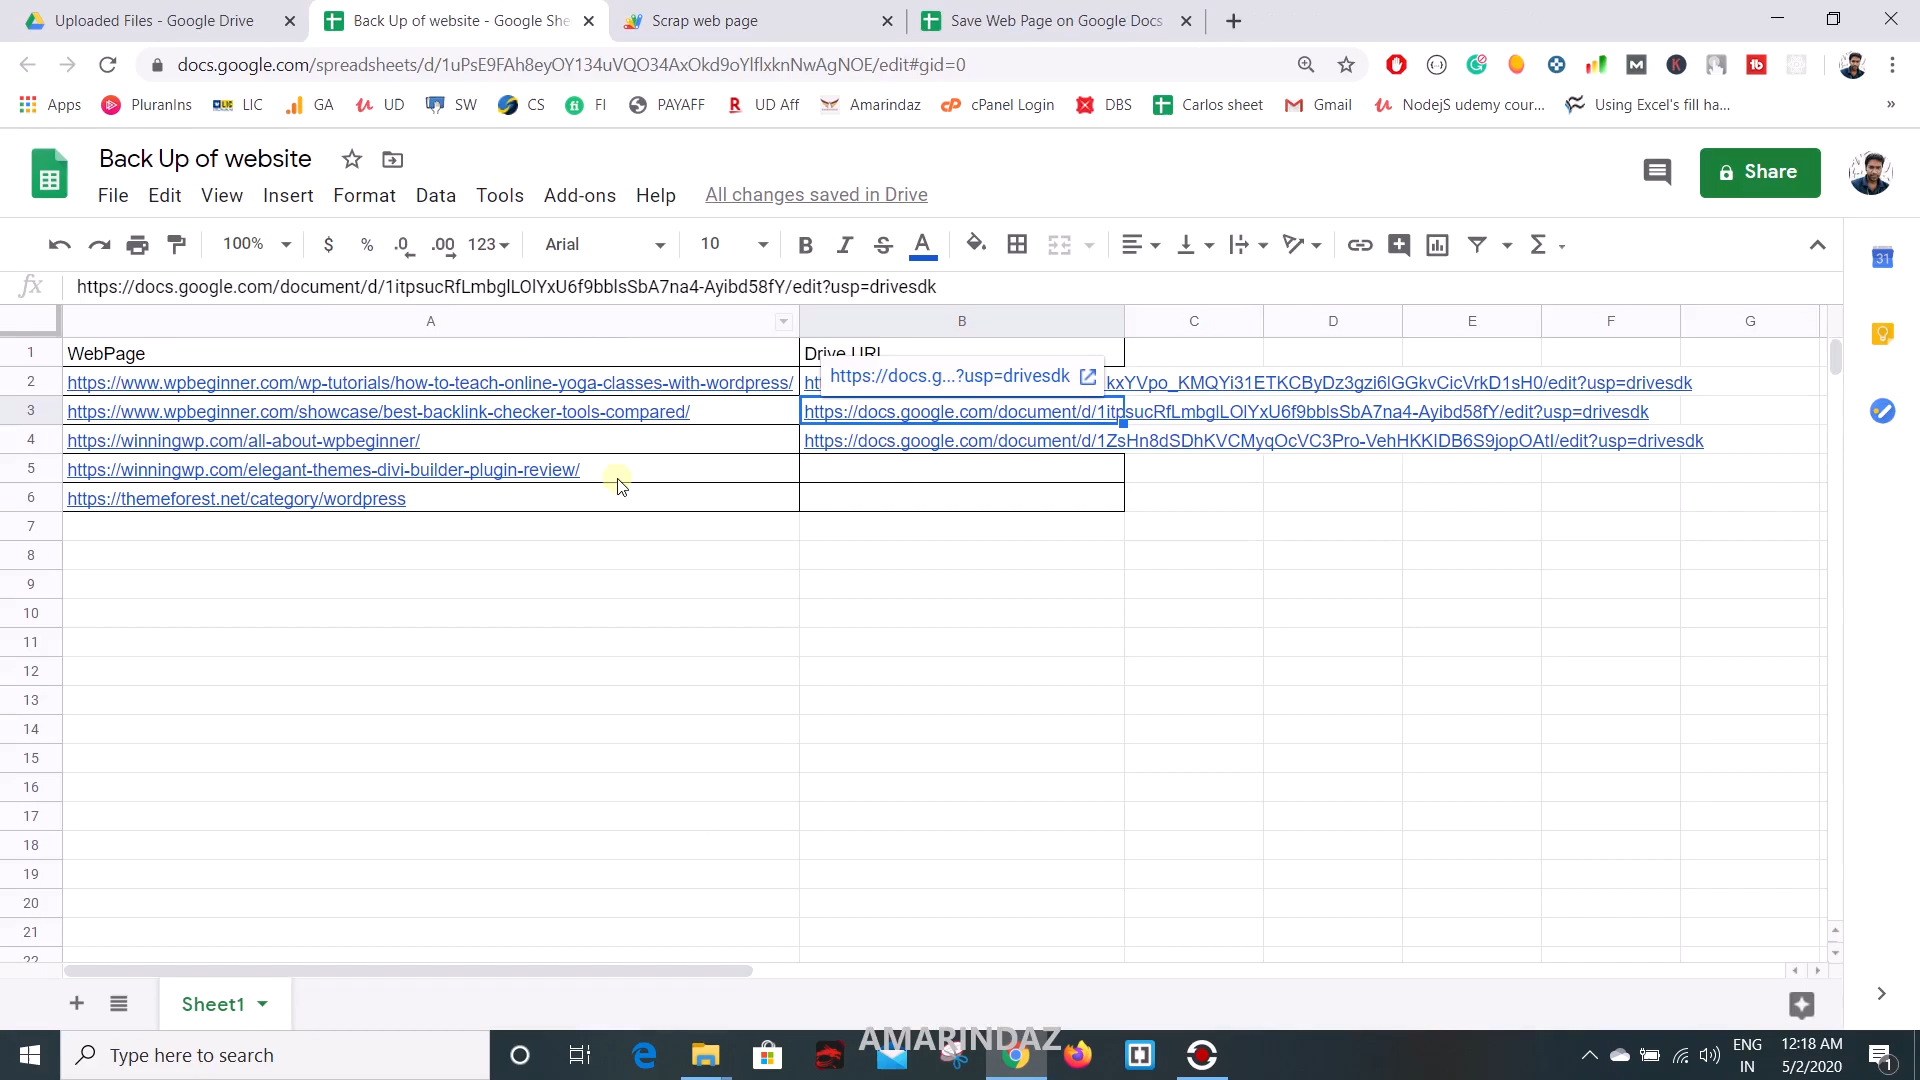 Uploaded Files - Google Drive
Back Up of website - Google She
Scrap web page
Save Web Page on Google Docs
docs.google.com/spreadsheets/d/1uPsE9FAh8eyOY134uVQO34AxOkd9oYlflxknNwAgNOE/edit#gid=0
Apps
PluranIns
LIC
GA
UD
SW
CS
FI
PAYAFF
UD Aff
Amarindaz
cPanel Login
DBS
Carlos sheet
Gmail
NodejS udemy cour...
Using Excel's fill ha...
»
Back Up of website
Share
File Edit View Insert Format Data Tools Add-ons Help All changes saved in Drive
100% $ % .0 .00 123 Arial 10 B I S A Σ
31
fx https://docs.google.com/document/d/1itpsucRfLmbglLOlYxU6f9bblsSbA7na4-Ayibd58fY/edit?usp=drivesdk
A B C D E F G
1 WebPage Drive URL
https://docs.g...?usp=drivesdk
2 https://www.wpbeginner.com/wp-tutorials/how-to-teach-online-yoga-classes-with-wordpress/ kxYVpo_KMQYi31ETKCByDz3gzi6lGGkvCicVrkD1sH0/edit?usp=drivesdk
3 https://www.wpbeginner.com/showcase/best-backlink-checker-tools-compared/ https://docs.google.com/document/d/1itpsucRfLmbglLOlYxU6f9bblsSbA7na4-Ayibd58fY/edit?usp=drivesdk
4 https://winningwp.com/all-about-wpbeginner/ https://docs.google.com/document/d/1ZsHn8dSDhKVCMyqOcVC3Pro-VehHKKIDB6S9jopOAtI/edit?usp=drivesdk
5 https://winningwp.com/elegant-themes-divi-builder-plugin-review/
6 https://themeforest.net/category/wordpress
7
8
9
10
11
12
13
14
15
16
17
18
19
20
21
22
Sheet1
AMARINDAZ
Type here to search
ENG
IN
12:18 AM
5/2/2020
1